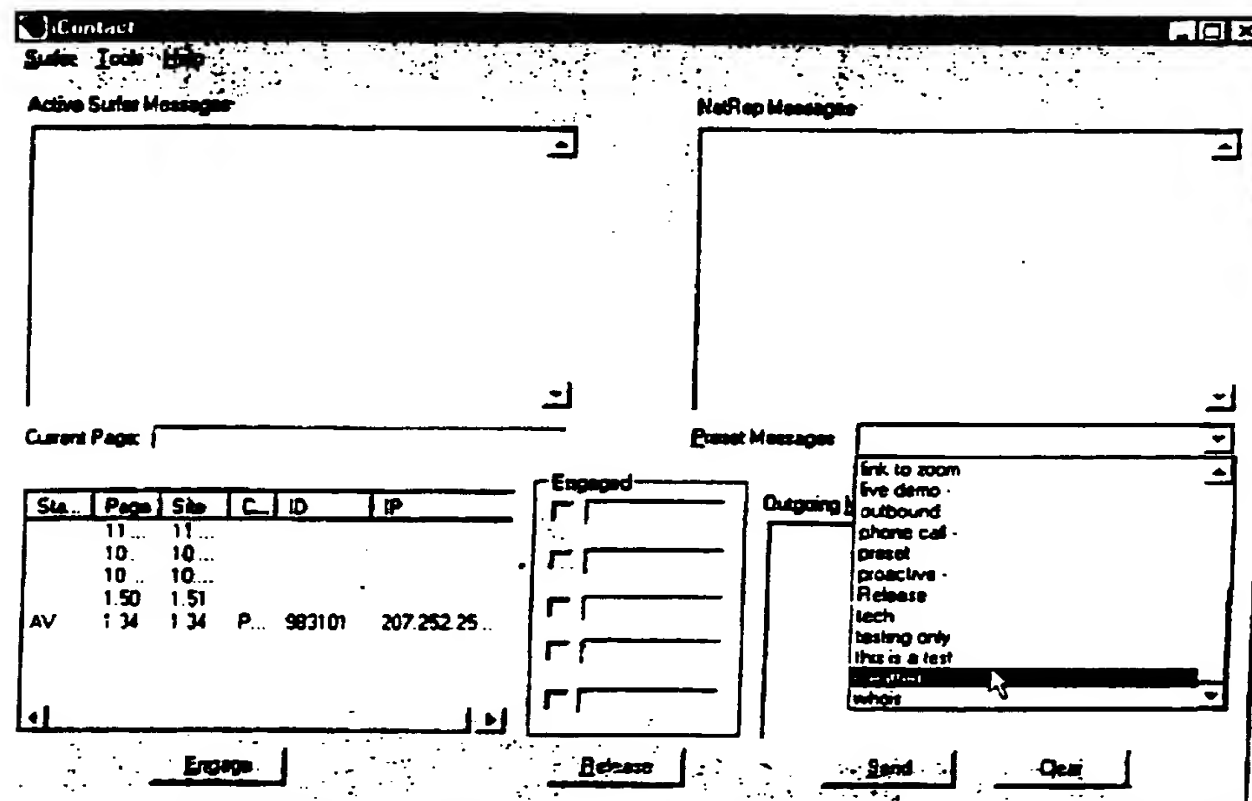 iContact
Surfer Tools Help
Active Surfer Messages
NetRep Messages
Current Page:
Preset Messages
link to zoom
live demo -
outbound
phone call -
preset
proactive -
Release
tech
testing only
this is a test
whois
Engaged
Outgoing
Sta... Page Site C... ID IP
11... 11...
10. 10...
10... 10....
1.50 1.51
AV 1 34 1 34 P... 983101 207.252.25...
Engage
Release
Send
Clear